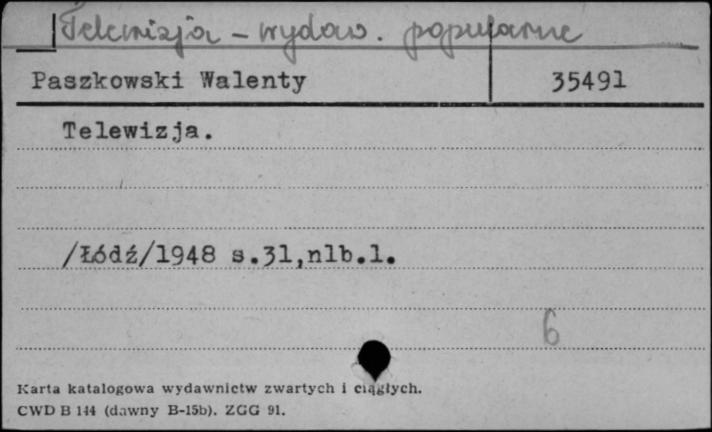 Telewizja - wydaw. popularne
Paszkowski Walenty 35491
Telewizja.
/Łódź/1948 s.31,nlb.1.
6
Karta katalogowa wydawnictw zwartych i ciągłych.
CWD B 144 (dawny B-15b). ZGG 91.